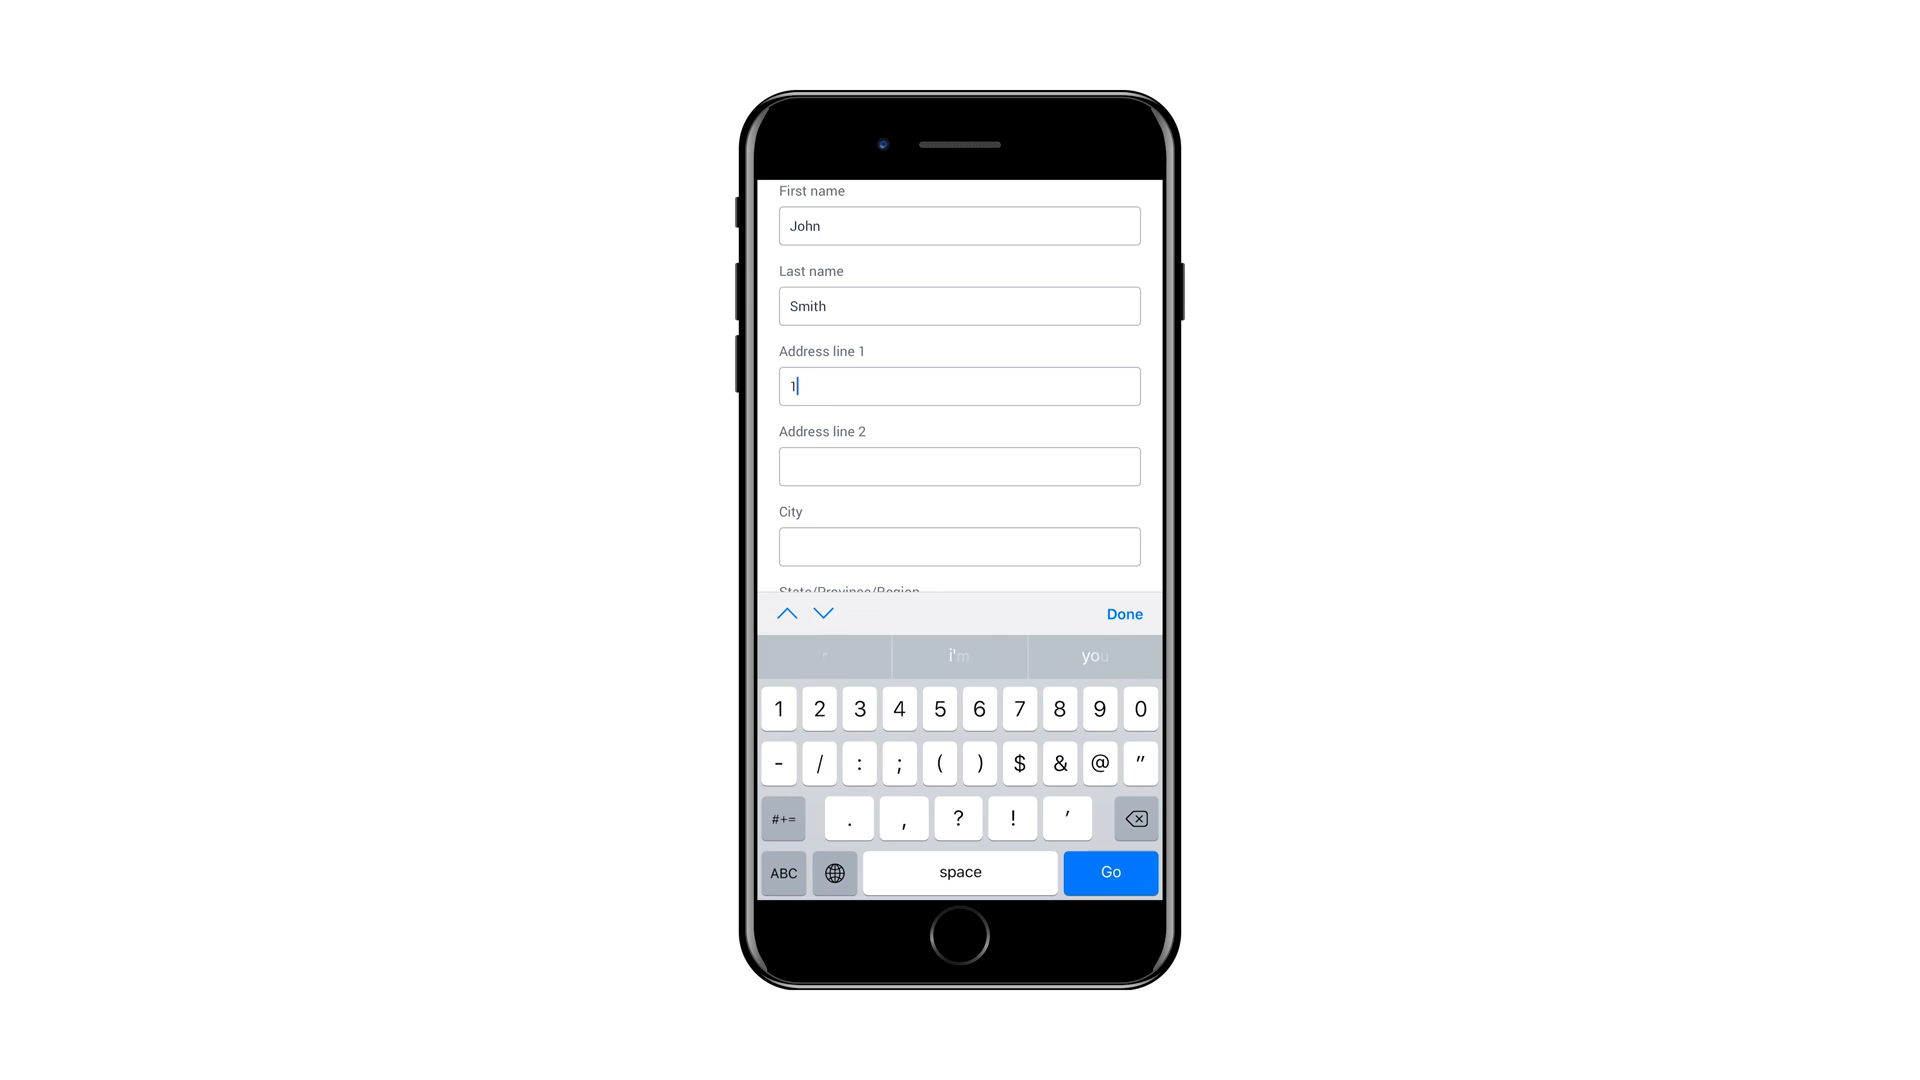 First name
John
Last name
Smith
Address line 1
1
Address line 2
City
State/Province/Region
Done
i'm you
1 2 3 4 5 6 7 8 9 0
- / : ; ( ) $ & @ "
#+= . , ? ! '
ABC space Go